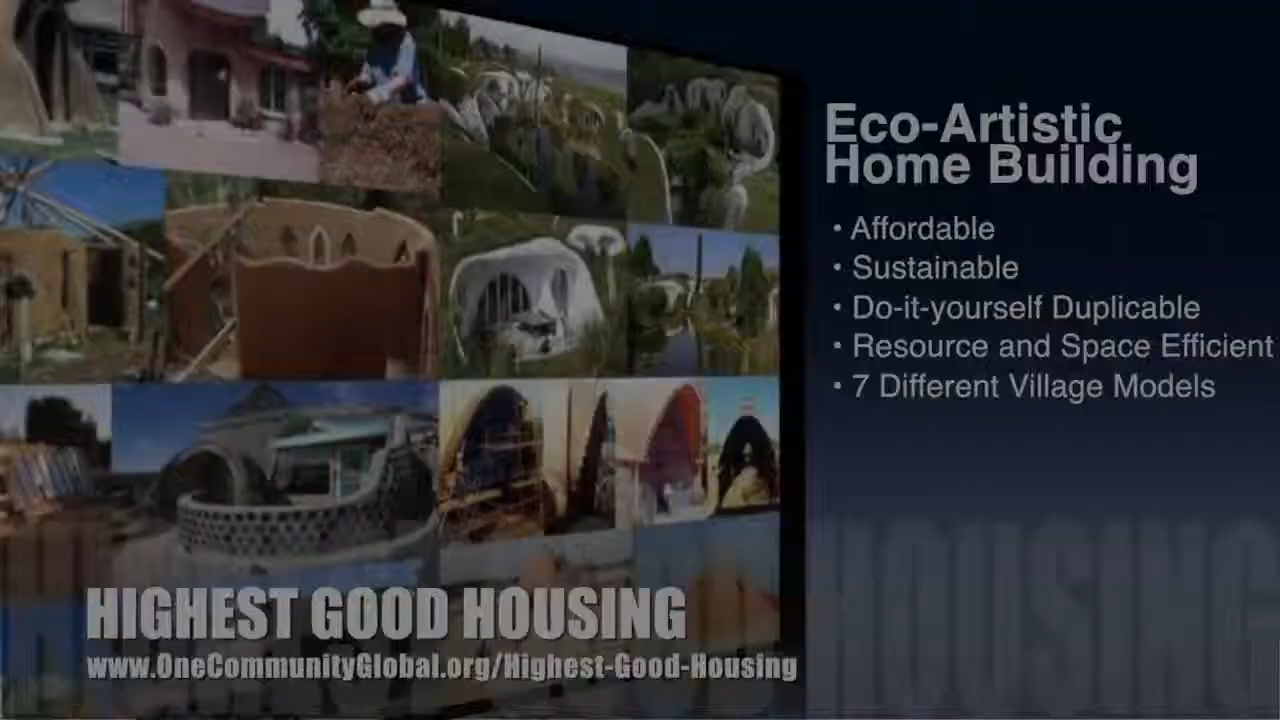 Eco-Artistic
Home Building
• Affordable
• Sustainable
• Do-it-yourself Duplicable
• Resource and Space Efficient
• 7 Different Village Models
HOUSING
HIGHEST GOOD HOUSING
www.OneCommunityGlobal.org/Highest-Good-Housing